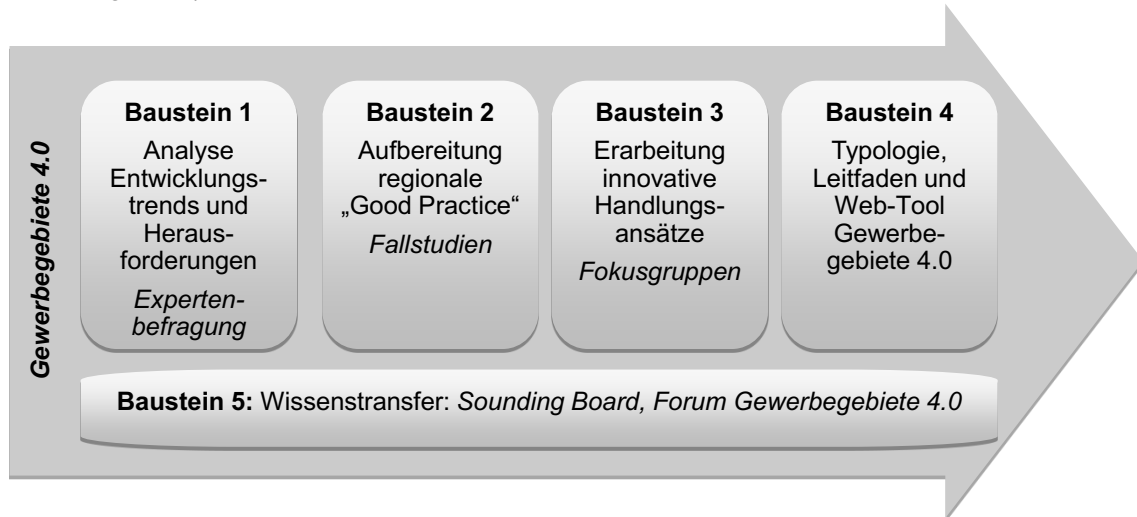 Gewerbegebiete 4.0
Baustein 1
Analyse
Entwicklungs-
trends und
Heraus-
forderungen
Experten-
befragung
Baustein 2
Aufbereitung
regionale
„Good Practice“
Fallstudien
Baustein 3
Erarbeitung
innovative
Handlungs-
ansätze
Fokusgruppen
Baustein 4
Typologie,
Leitfaden und
Web-Tool
Gewerbe-
gebiete 4.0
Baustein 5: Wissenstransfer: Sounding Board, Forum Gewerbegebiete 4.0